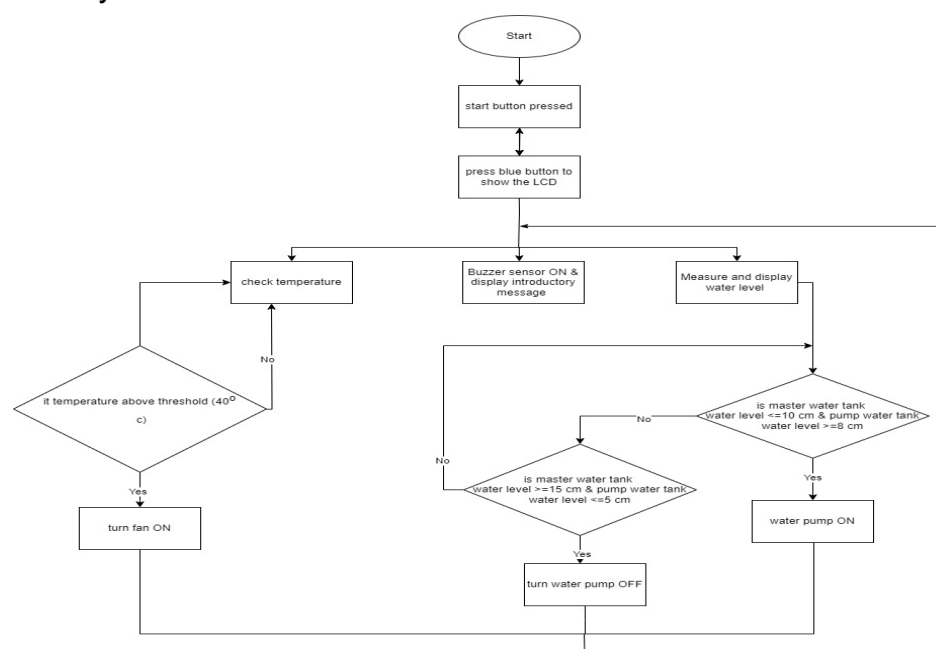 Start
start button pressed
press blue button to
show the LCD
check temperature
Buzzer sensor ON &
display introductory
message
Measure and display
water level
No
it temperature above threshold (40⁰
c)
Yes
turn fan ON
is master water tank
water level <=10 cm & pump water tank
water level >=8 cm
No
No
is master water tank
water level >=15 cm & pump water tank
water level <=5 cm
Yes
water pump ON
Yes
turn water pump OFF